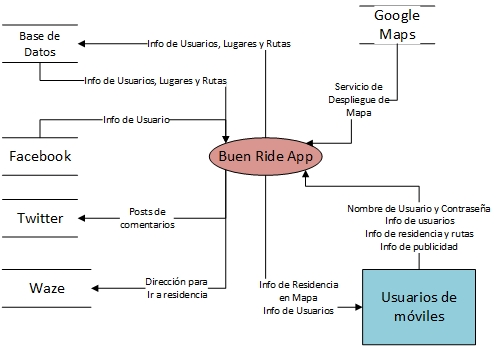 Google
Maps
Base de
Datos
Info de Usuarios, Lugares y Rutas
Info de Usuarios, Lugares y Rutas
Servicio de
Despliegue de
Mapa
Info de Usuario
Facebook
Buen Ride App
Twitter
Posts de
comentarios
Nombre de Usuario y Contraseña
Info de usuarios
Info de residencia y rutas
Info de publicidad
Waze
Dirección para
Ir a residencia
Info de Residencia
en Mapa
Info de Usuarios
Usuarios de
móviles